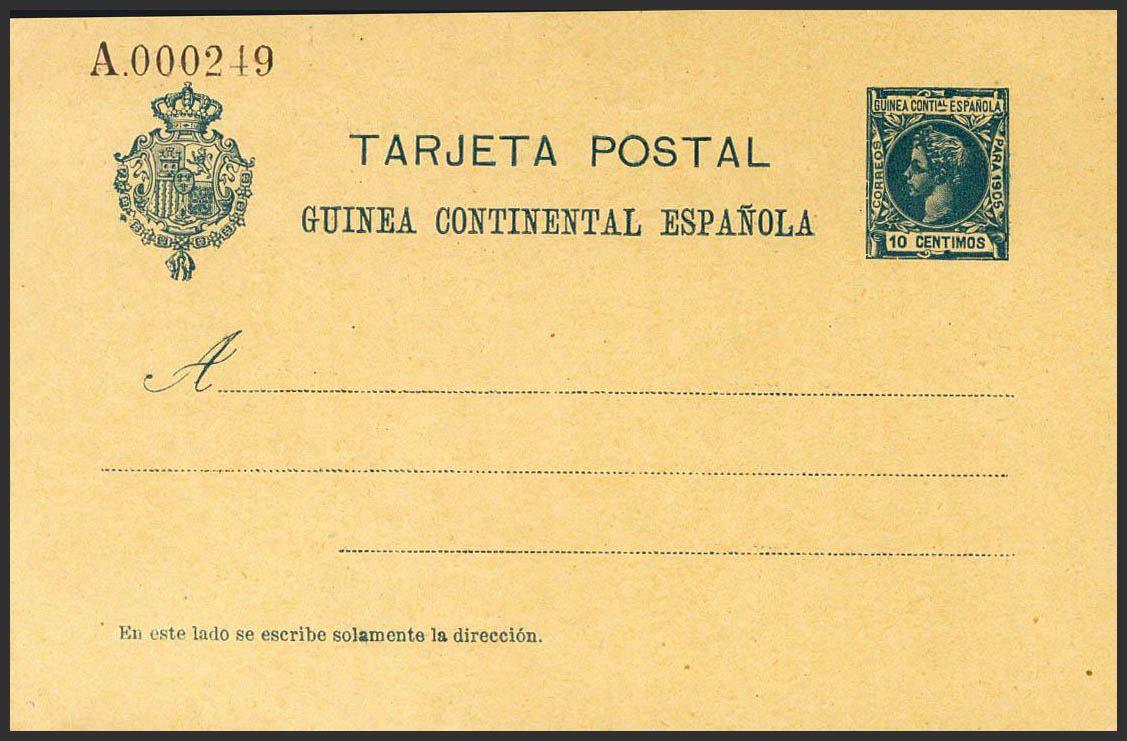 A.000249
TARJETA POSTAL
GUINEA CONTINENTAL ESPAÑOLA
GUINEA CONTIAL ESPAÑOLA
CORREOS
PARA 1905
10 CENTIMOS
A
En este lado se escribe solamente la dirección.